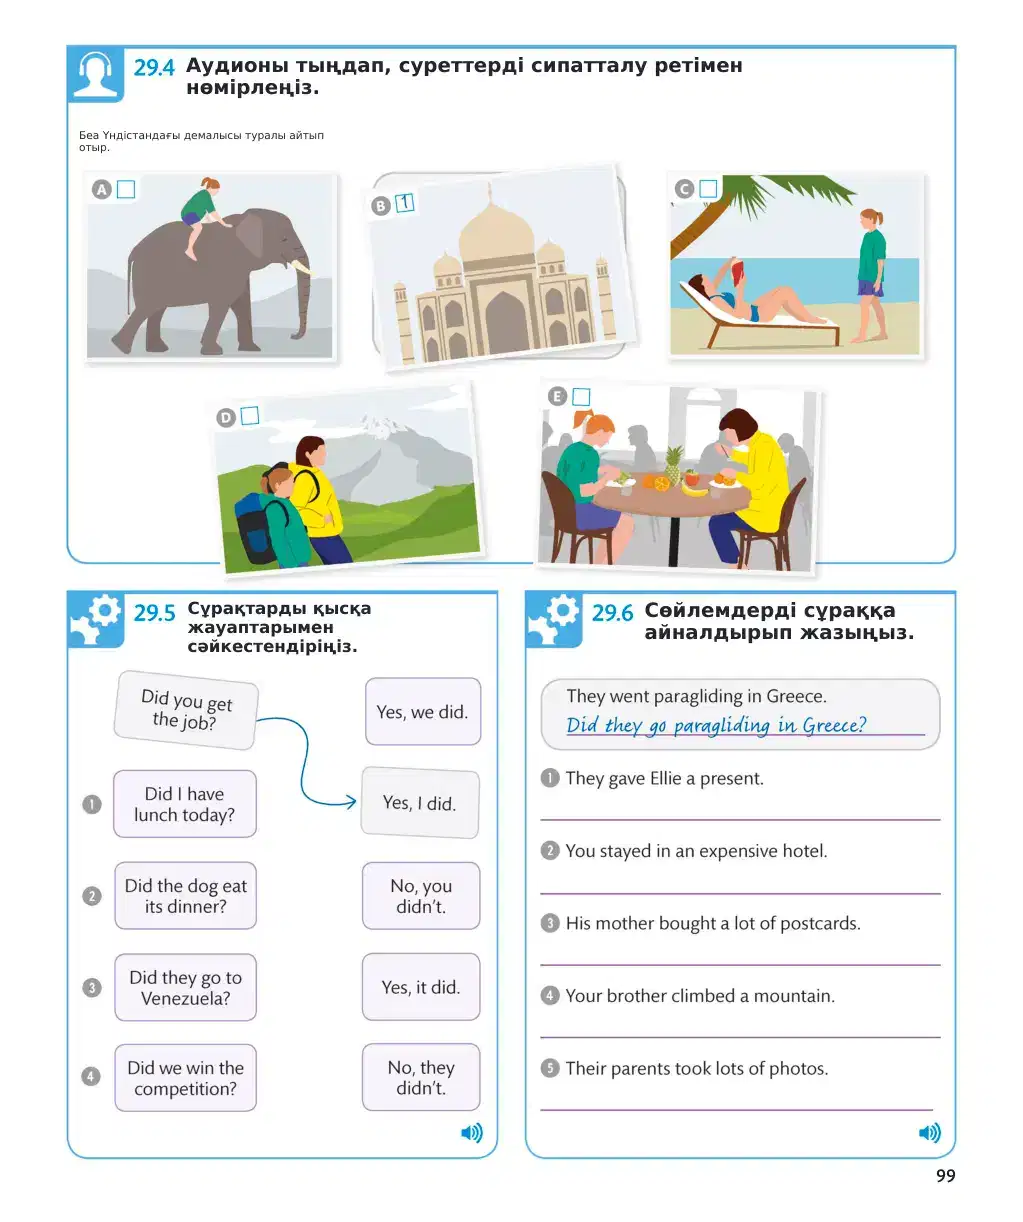 29.4 Аудионы тыңдап, суреттерді сипатталу ретімен
нөмірлеңіз.
Беа Үндістандағы демалысы туралы айтып
отыр.
A
B 1
C
D
E
29.5 Сұрақтарды қысқа
жауаптарымен
сәйкестендіріңіз.
Did you get
the job?
Yes, we did.
1 Did I have
lunch today?
Yes, I did.
2 Did the dog eat
its dinner?
No, you
didn't.
3 Did they go to
Venezuela?
Yes, it did.
4 Did we win the
competition?
No, they
didn't.
29.6 Сөйлемдерді сұраққа
айналдырып жазыңыз.
They went paragliding in Greece.
Did they go paragliding in Greece?
1 They gave Ellie a present.
2 You stayed in an expensive hotel.
3 His mother bought a lot of postcards.
4 Your brother climbed a mountain.
5 Their parents took lots of photos.
99